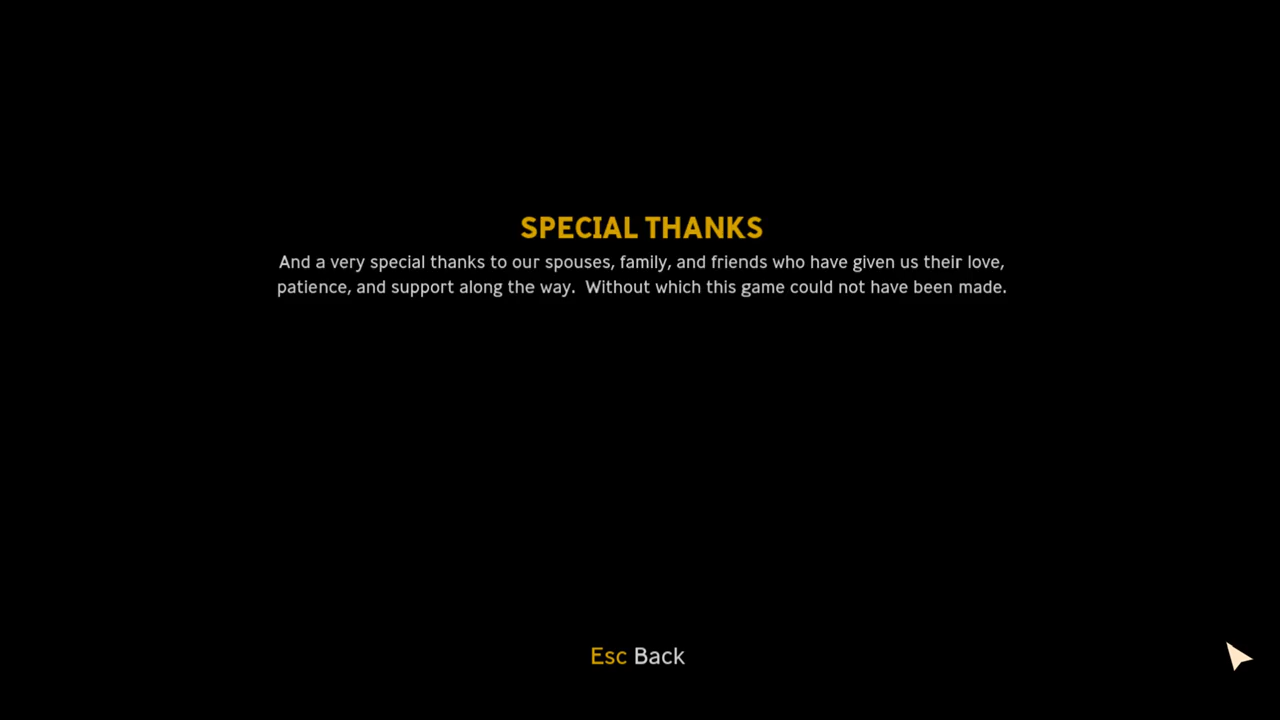 SPECIAL THANKS
And a very special thanks to our spouses, family, and friends who have given us their love,
patience, and support along the way.  Without which this game could not have been made.
Esc Back